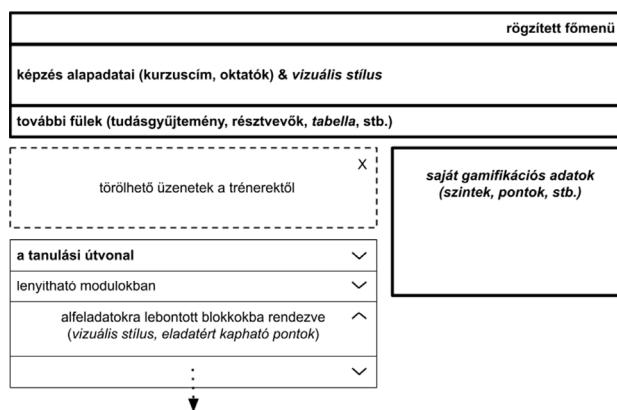 rögzített főmenü
képzés alapadatai (kurzuscím, oktatók) & vizuális stílus
további fülek (tudásgyűjtemény, résztvevők, tabella, stb.)
X
törölhető üzenetek a trénerektől
saját gamifikációs adatok
(szintek, pontok, stb.)
a tanulási útvonal
lenyitható modulokban
alfeladatokra lebontott blokkokba rendezve
(vizuális stílus, eladatért kapható pontok)